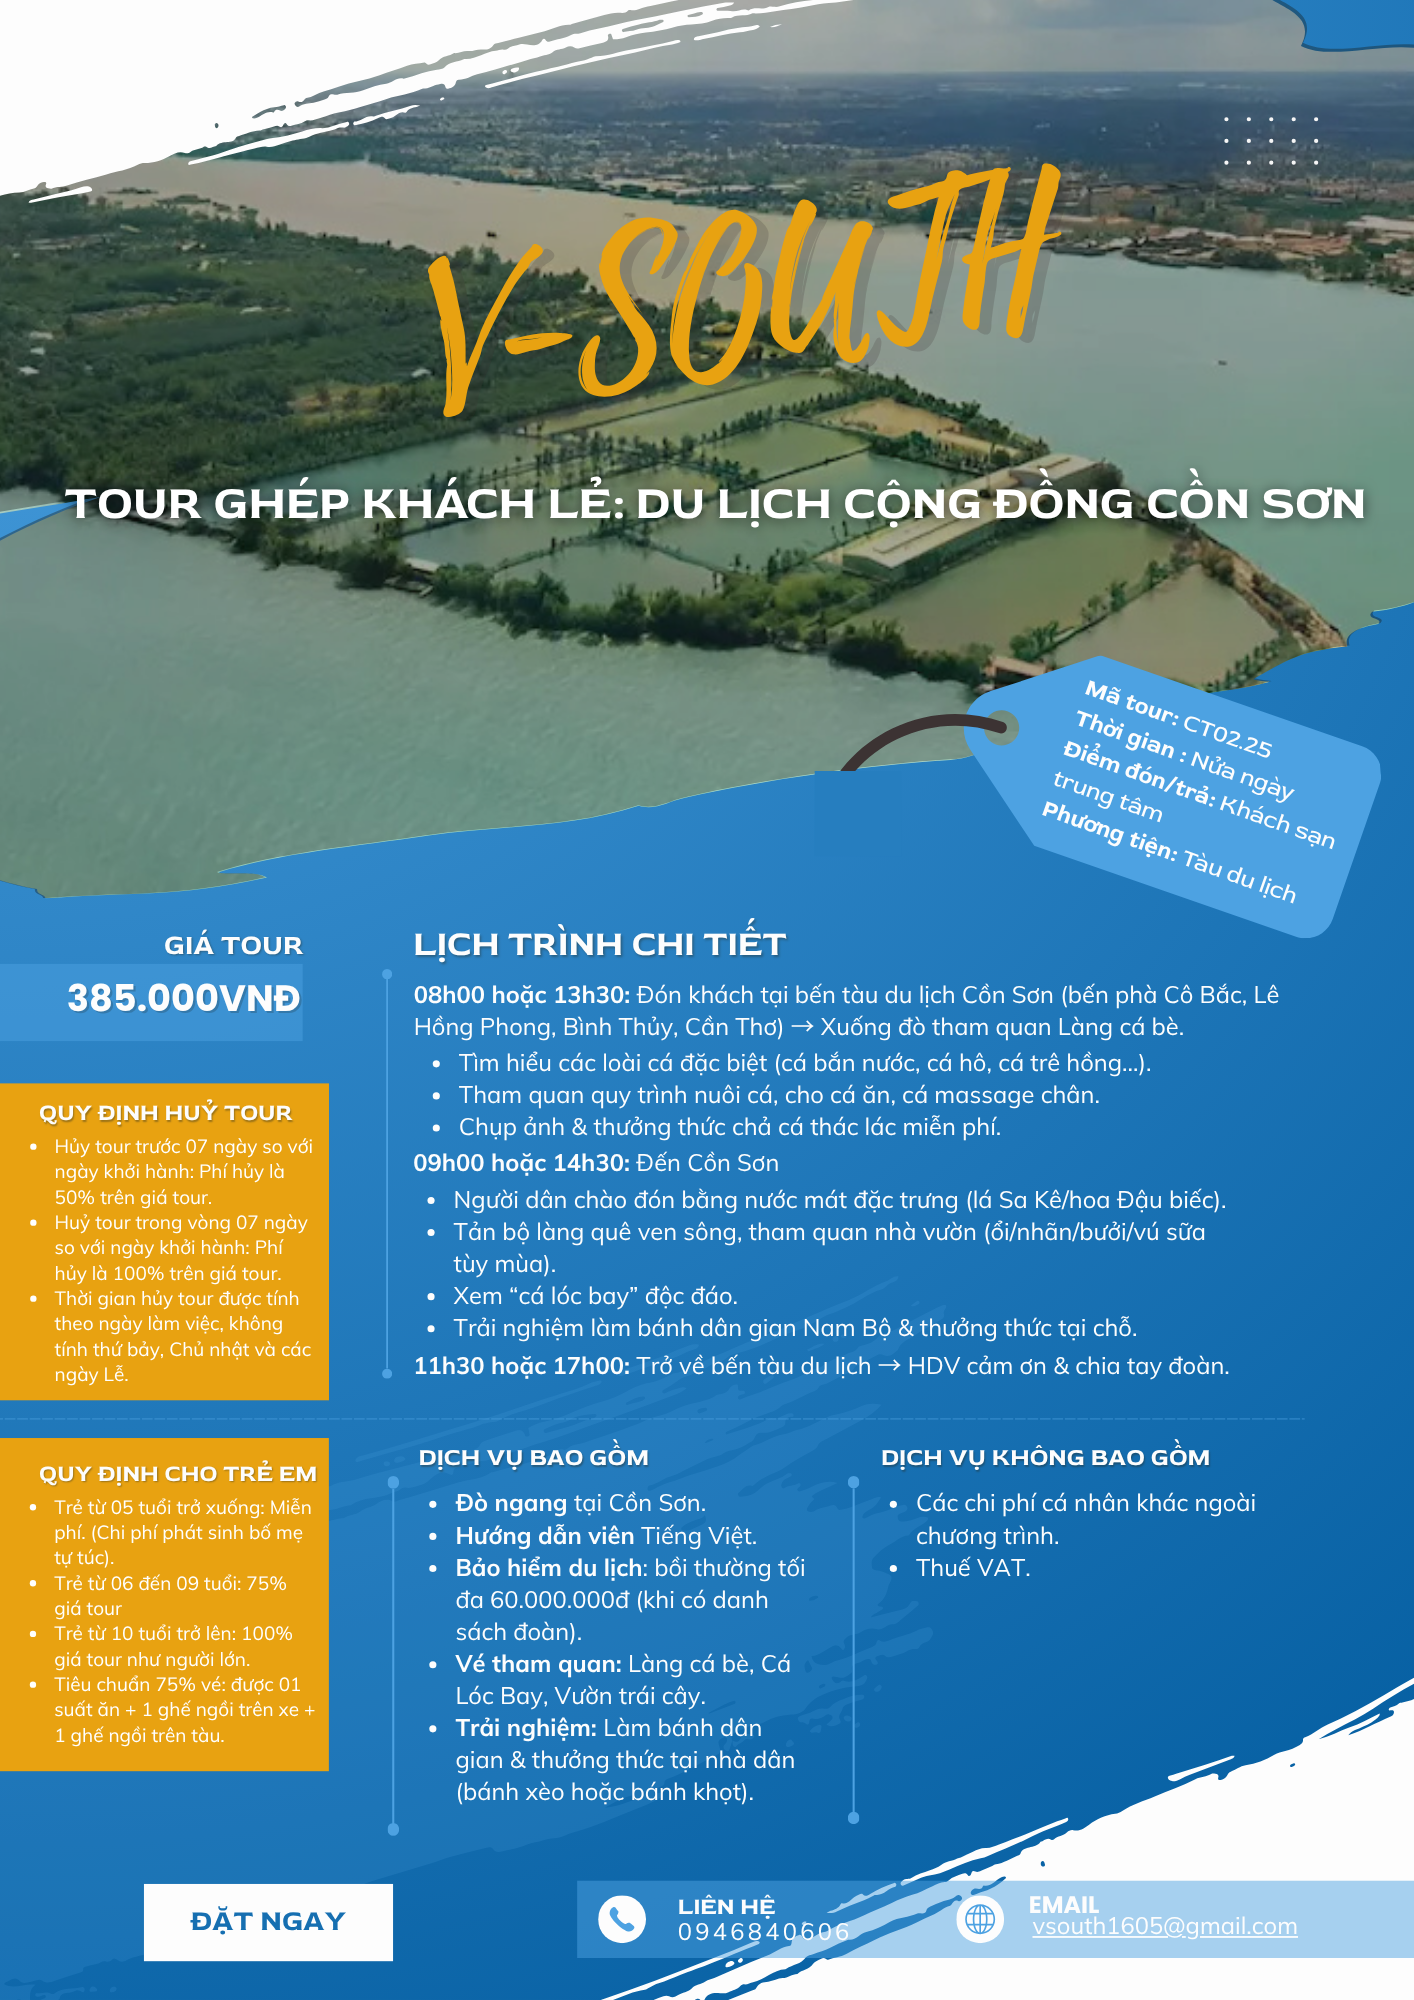 V-SOUTH
TOUR GHÉP KHÁCH LẺ: DU LỊCH CỘNG ĐỒNG CỒN SƠN
Mã tour: CT02.25
Thời gian : Nửa ngày
Điểm đón/trả: Khách sạn
trung tâm
Phương tiện: Tàu du lịch
GIÁ TOUR
385.000VNĐ
QUY ĐỊNH HUỶ TOUR
• Hủy tour trước 07 ngày so với
ngày khởi hành: Phí hủy là
50% trên giá tour.
• Huỷ tour trong vòng 07 ngày
so với ngày khởi hành: Phí
hủy là 100% trên giá tour.
• Thời gian hủy tour được tính
theo ngày làm việc, không
tính thứ bảy, Chủ nhật và các
ngày Lễ.
QUY ĐỊNH CHO TRẺ EM
• Trẻ từ 05 tuổi trở xuống: Miễn
phí. (Chi phí phát sinh bố mẹ
tự túc).
• Trẻ từ 06 đến 09 tuổi: 75%
giá tour
• Trẻ từ 10 tuổi trở lên: 100%
giá tour như người lớn.
• Tiêu chuẩn 75% vé: được 01
suất ăn + 1 ghế ngồi trên xe +
1 ghế ngồi trên tàu.
LỊCH TRÌNH CHI TIẾT
08h00 hoặc 13h30: Đón khách tại bến tàu du lịch Cồn Sơn (bến phà Cô Bắc, Lê
Hồng Phong, Bình Thủy, Cần Thơ) → Xuống đò tham quan Làng cá bè.
• Tìm hiểu các loài cá đặc biệt (cá bắn nước, cá hô, cá trê hồng...).
• Tham quan quy trình nuôi cá, cho cá ăn, cá massage chân.
• Chụp ảnh & thưởng thức chả cá thác lác miễn phí.
09h00 hoặc 14h30: Đến Cồn Sơn
• Người dân chào đón bằng nước mát đặc trưng (lá Sa Kê/hoa Đậu biếc).
• Tản bộ làng quê ven sông, tham quan nhà vườn (ổi/nhãn/bưởi/vú sữa
tùy mùa).
• Xem “cá lóc bay” độc đáo.
• Trải nghiệm làm bánh dân gian Nam Bộ & thưởng thức tại chỗ.
11h30 hoặc 17h00: Trở về bến tàu du lịch → HDV cảm ơn & chia tay đoàn.
DỊCH VỤ BAO GỒM
• Đò ngang tại Cồn Sơn.
• Hướng dẫn viên Tiếng Việt.
• Bảo hiểm du lịch: bồi thường tối
đa 60.000.000đ (khi có danh
sách đoàn).
• Vé tham quan: Làng cá bè, Cá
Lóc Bay, Vườn trái cây.
• Trải nghiệm: Làm bánh dân
gian & thưởng thức tại nhà dân
(bánh xèo hoặc bánh khọt).
DỊCH VỤ KHÔNG BAO GỒM
• Các chi phí cá nhân khác ngoài
chương trình.
• Thuế VAT.
ĐẶT NGAY
LIÊN HỆ
0946840606
EMAIL
vsouth1605@gmail.com